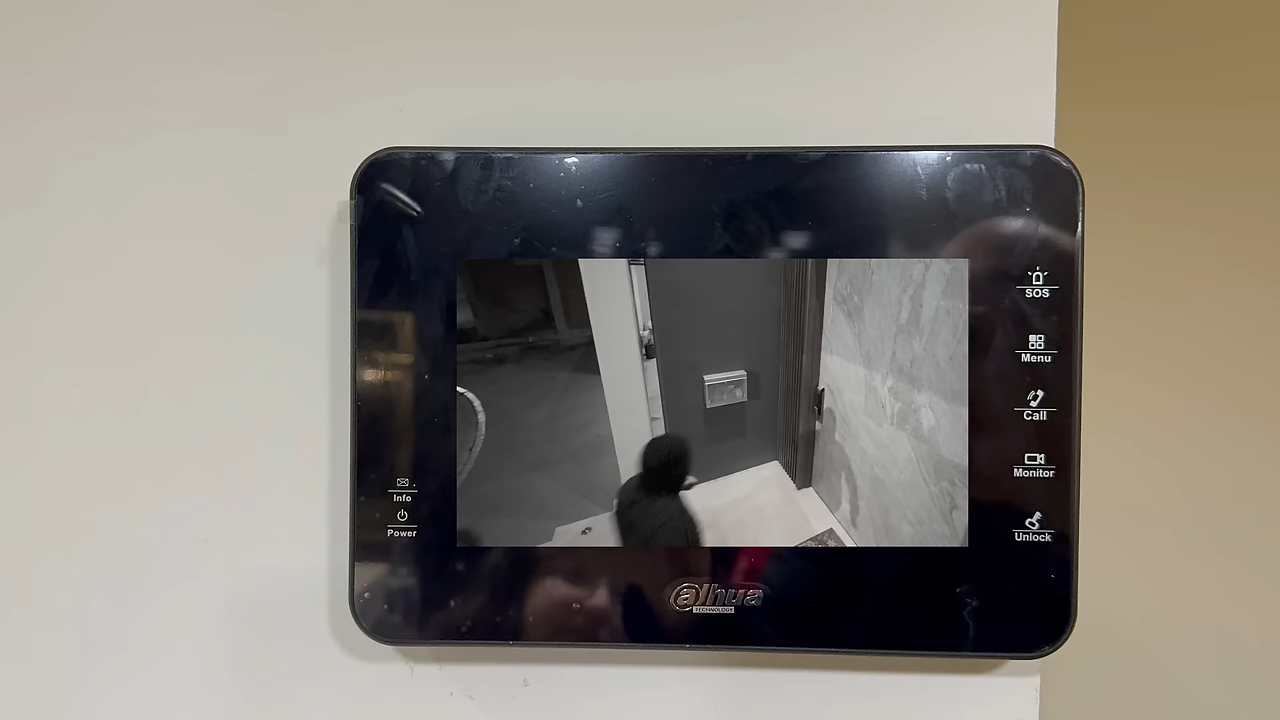 SOS
Menu
Call
Monitor
Unlock
Info
Power
alhua
TECHNOLOGY